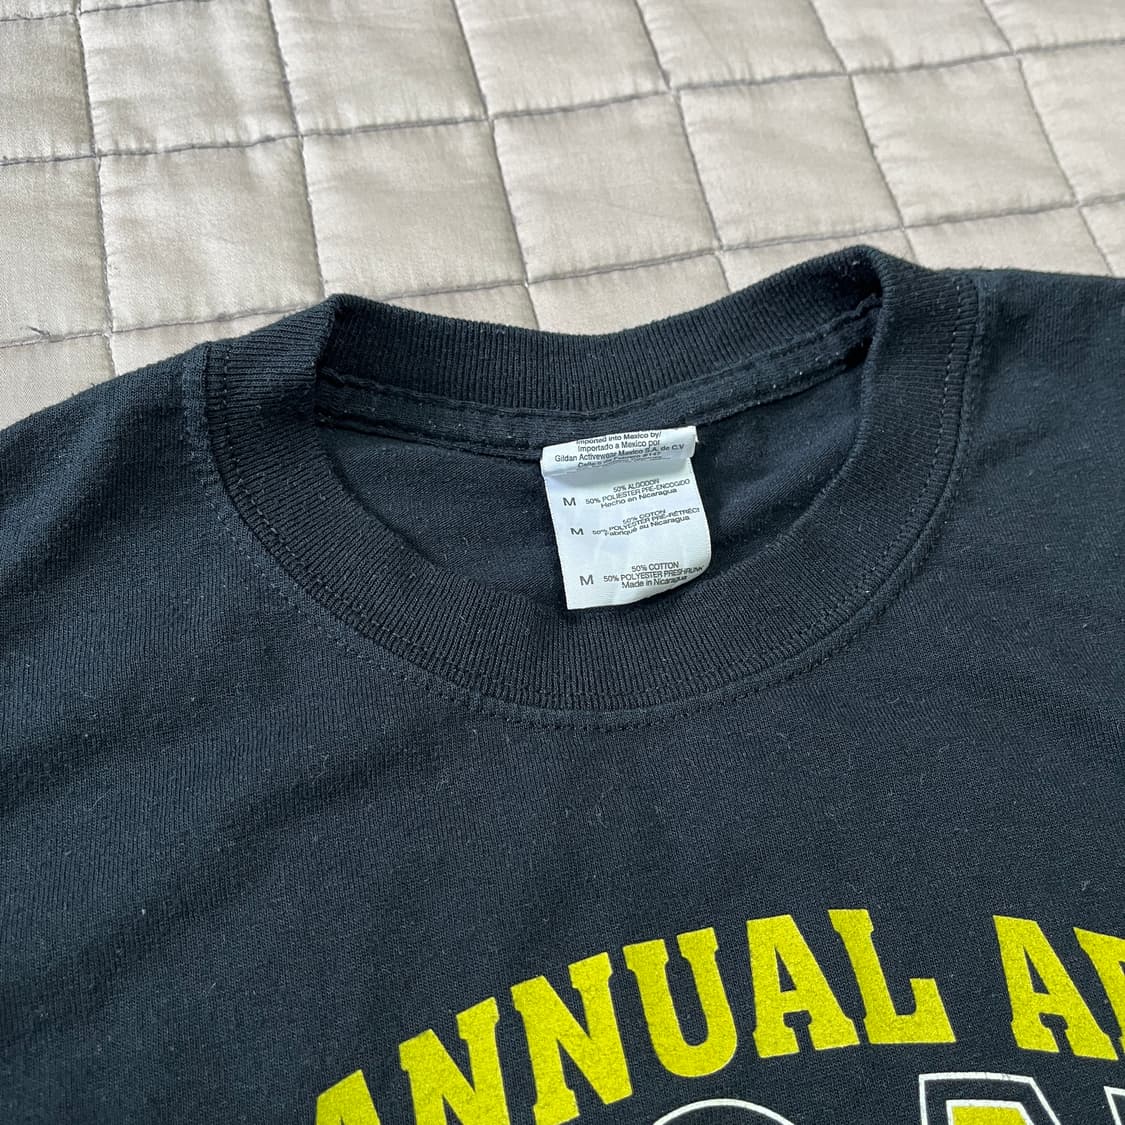 Imported into Mexico by/
Importado a Mexico por
Gildan Activewear Mexico S.A. de C.V
50% ALGODON
M 50% POLIESTER PRE-ENCOGIDO
Hecho en Nicaragua
50% COTON
M 50% POLYESTER PRÉ-RÉTRÉCI
Fabriqué au Nicaragua
50% COTTON
M 50% POLYESTER PRESHRUNK
Made in Nicaragua
ANNUAL